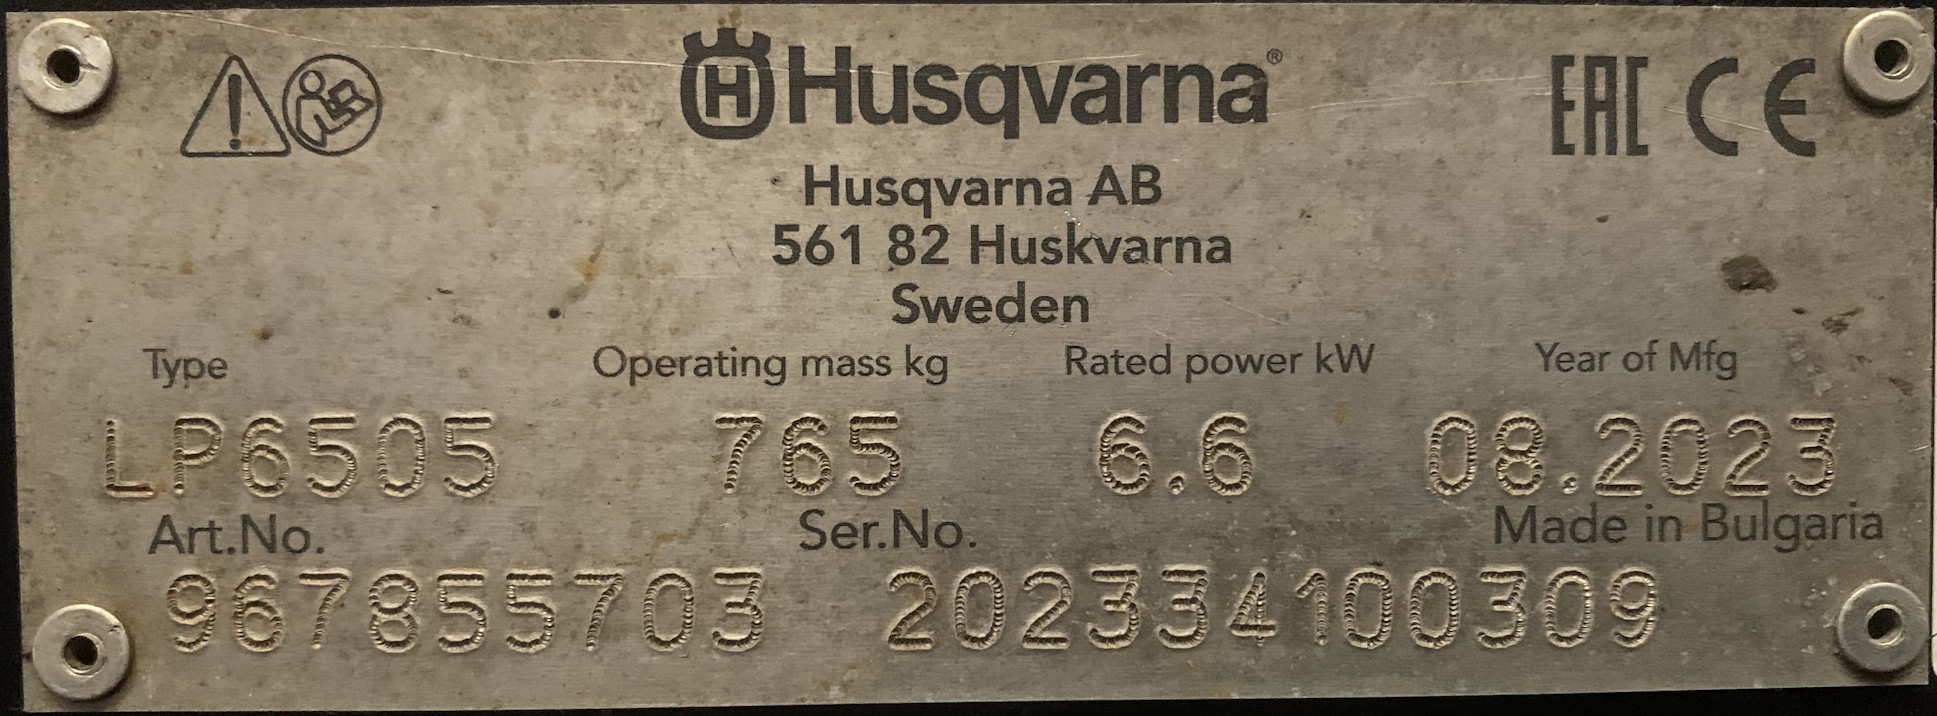 Husqvarna®
EAC CE
Husqvarna AB
561 82 Huskvarna
Sweden
Type Operating mass kg Rated power kW Year of Mfg
LP6505 765 6.6 08.2023
Art.No. Ser.No. Made in Bulgaria
967855703 202334100309